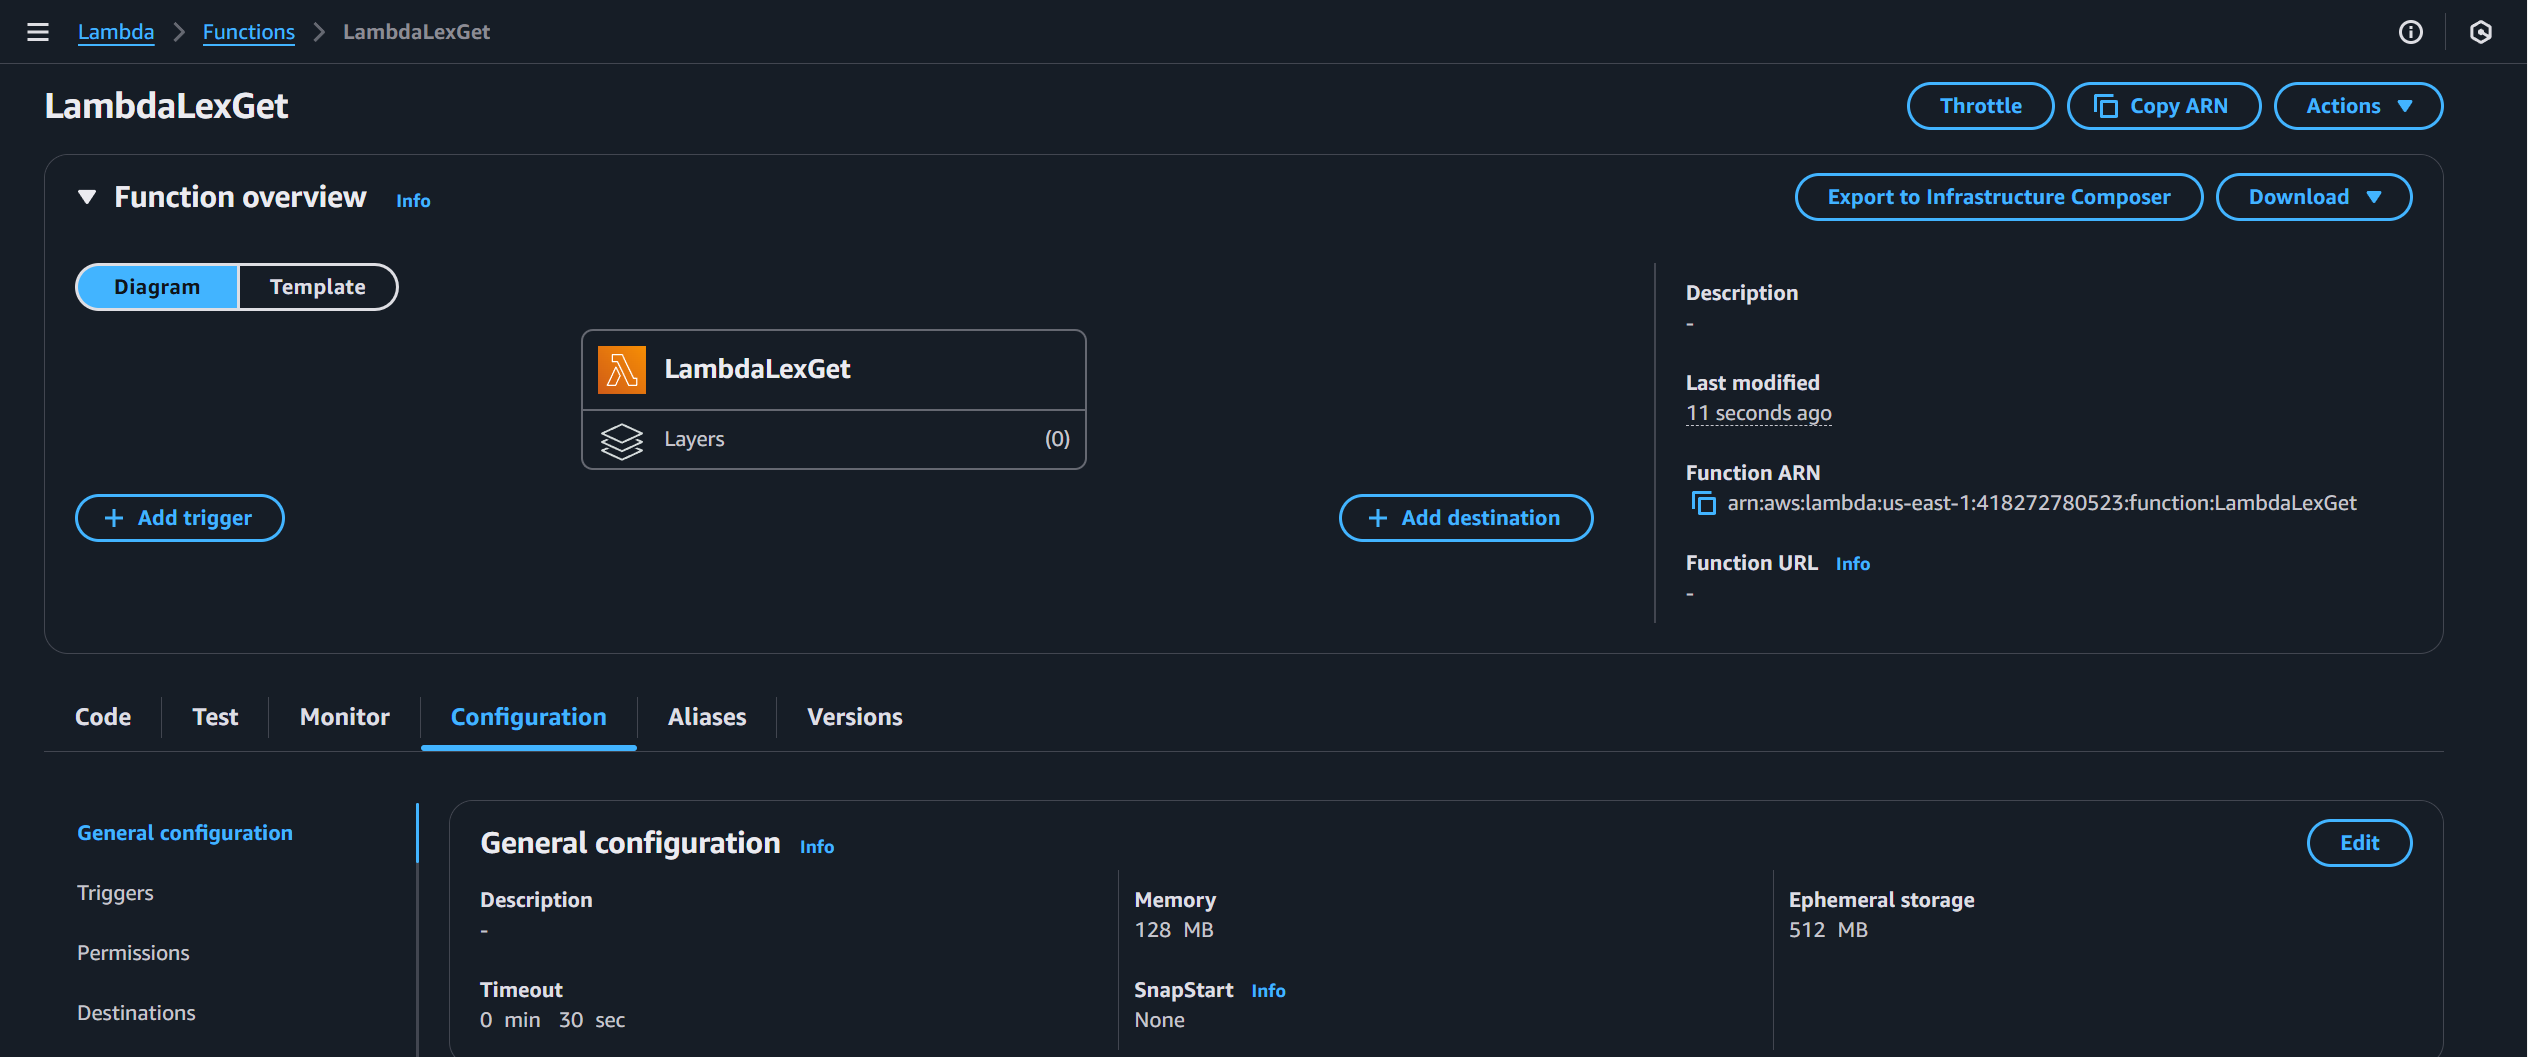 Lambda > Functions > LambdaLexGet
LambdaLexGet
Throttle
Copy ARN
Actions
Function overview Info
Export to Infrastructure Composer
Download
Diagram
Template
LambdaLexGet
Layers (0)
+ Add trigger
+ Add destination
Description
-
Last modified
11 seconds ago
Function ARN
arn:aws:lambda:us-east-1:418272780523:function:LambdaLexGet
Function URL Info
-
Code
Test
Monitor
Configuration
Aliases
Versions
General configuration
Triggers
Permissions
Destinations
General configuration Info
Edit
Description
-
Memory
128 MB
Ephemeral storage
512 MB
Timeout
0 min 30 sec
SnapStart Info
None